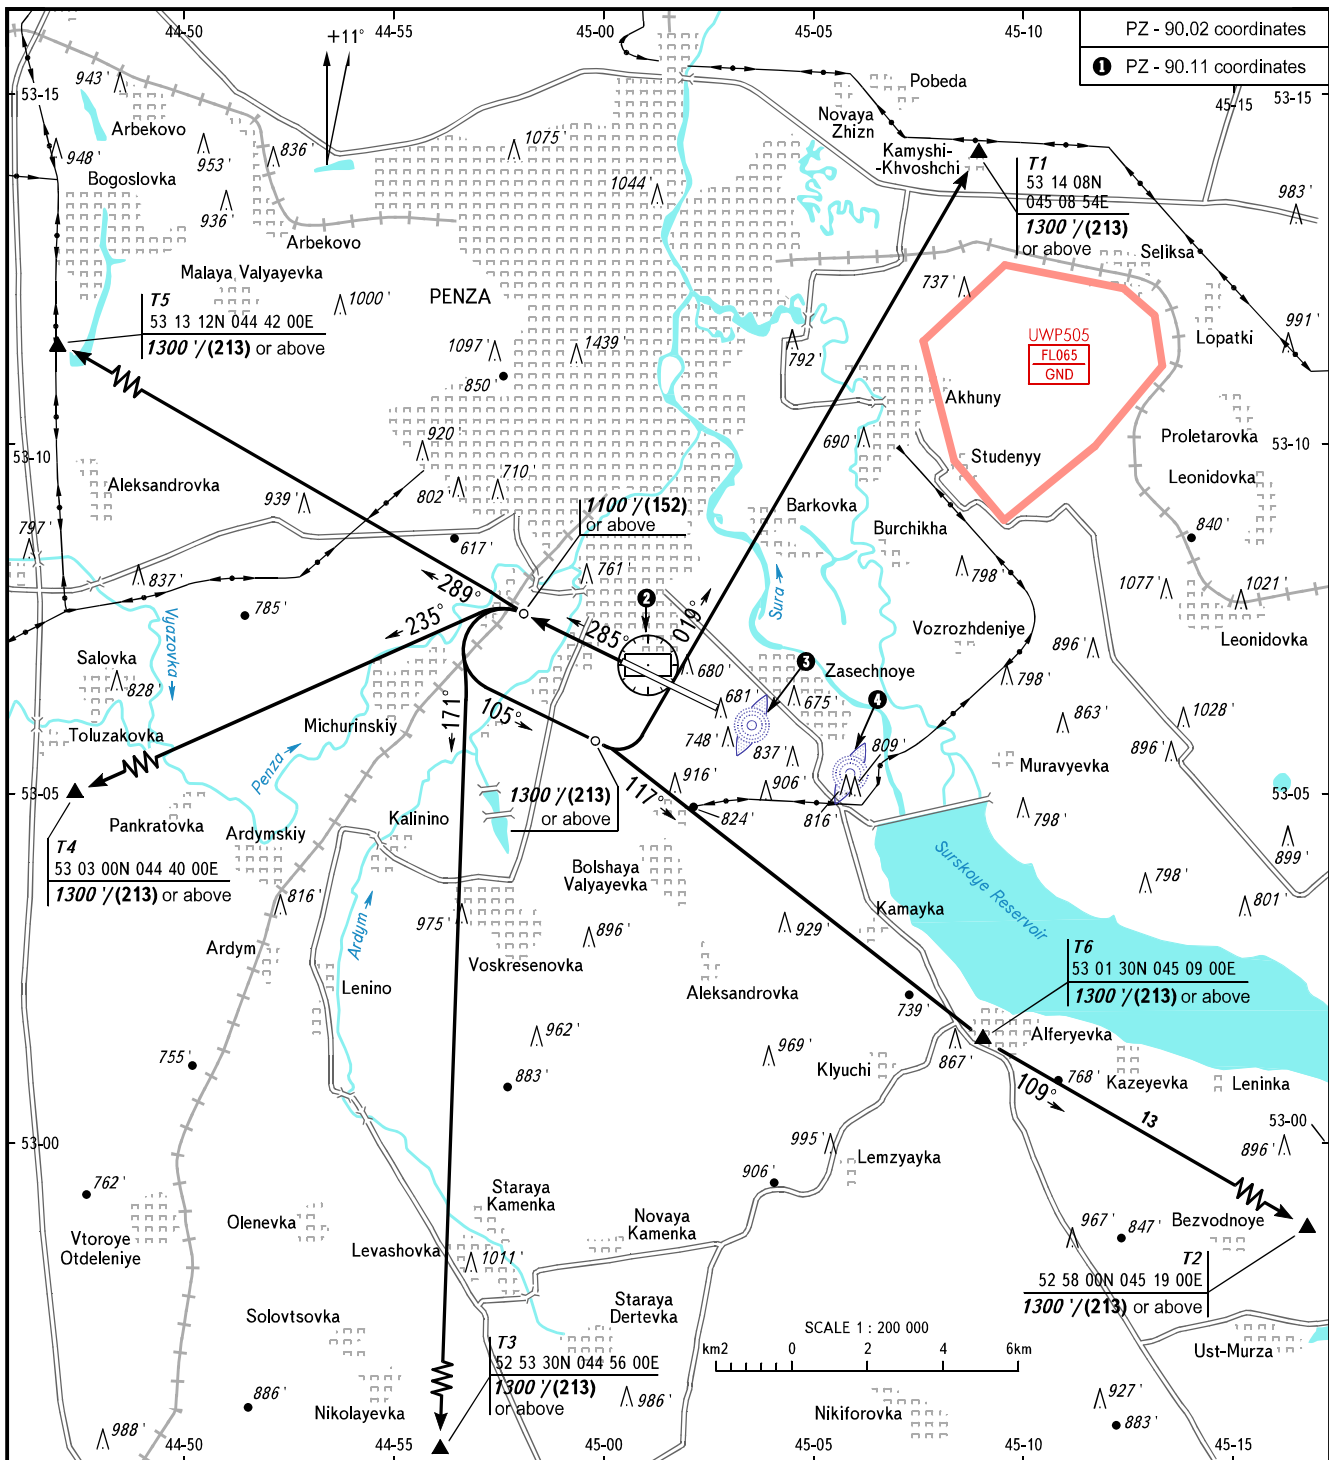 44-50
44-55
45-00
45-05
45-10
PZ - 90.02 coordinates
❶ PZ - 90.11 coordinates
+11°
943'
53-15
45-15
53-15
Pobeda
Novaya
Zhizn
Arbekovo
948'
953'
836'
1075'
Kamyshi-
-Khvoshchi
T1
53 14 08N
045 08 54E
1300'/(213)
or above
Bogoslovka
936'
1044'
983'
Arbekovo
Seliksa
Malaya Valyayevka
PENZA
1000'
737'
T5
53 13 12N 044 42 00E
1300'/(213) or above
UWP505
FL065
GND
991'
Lopatki
1097'
1439'
792'
850'
Akhuny
920
690'
Proletarovka
53-10
53-10
Studenyy
Leonidovka
Aleksandrovka
939'
802'
710'
1100'/(152)
or above
Barkovka
Burchikha
840'
797'
617'
837'
761'
798'
1077'
1021'
785'
289°
235°
❷
285°
019°
Sura
Vyazovka
Salovka
828'
Vozrozhdeniye
896'
Leonidovka
680'
❸
Zasechnoye
681'
675'
❹
798'
171°
105°
Michurinskiy
Toluzakovka
748'
837'
809'
863'
1028'
896'
Penza
Muravyevka
916'
906'
53-05
53-05
1300'/(213)
or above
117°
824'
816'
798'
Pankratovka
Ardymskiy
Kalinino
T4
53 03 00N 044 40 00E
1300'/(213) or above
Bolshaya
Valyayevka
Surskoye Reservoir
899'
798'
801'
816'
975'
Kamayka
Ardym
Ardym
896'
929'
T6
53 01 30N 045 09 00E
1300'/(213) or above
Voskresenovka
Lenino
Aleksandrovka
739'
962'
969'
867'
Alferyevka
755'
883'
Klyuchi
768'
Kazeyevka
Leninka
109°
13
53-00
53-00
995'
896'
906'
Lemzyayka
762'
Staraya
Kamenka
Olenevka
Novaya
Kamenka
967'
847'
Bezvodnoye
Vtoroye
Otdeleniye
Levashovka
1011'
T2
52 58 00N 045 19 00E
1300'/(213) or above
Solovtsovka
Staraya
Dertevka
SCALE 1 : 200 000
km2 0 2 4 6km
T3
52 53 30N 044 56 00E
1300'/(213)
or above
Ust-Murza
886'
986'
927'
Nikolayevka
Nikiforovka
883'
988'
44-50
44-55
45-00
45-05
45-10
45-15